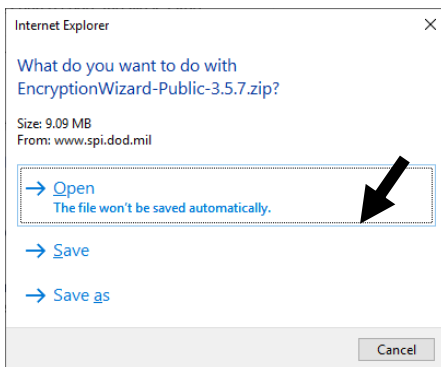 Internet Explorer
What do you want to do with
EncryptionWizard-Public-3.5.7.zip?
Size: 9.09 MB
From: www.spi.dod.mil
Open
The file won't be saved automatically.
Save
Save as
Cancel